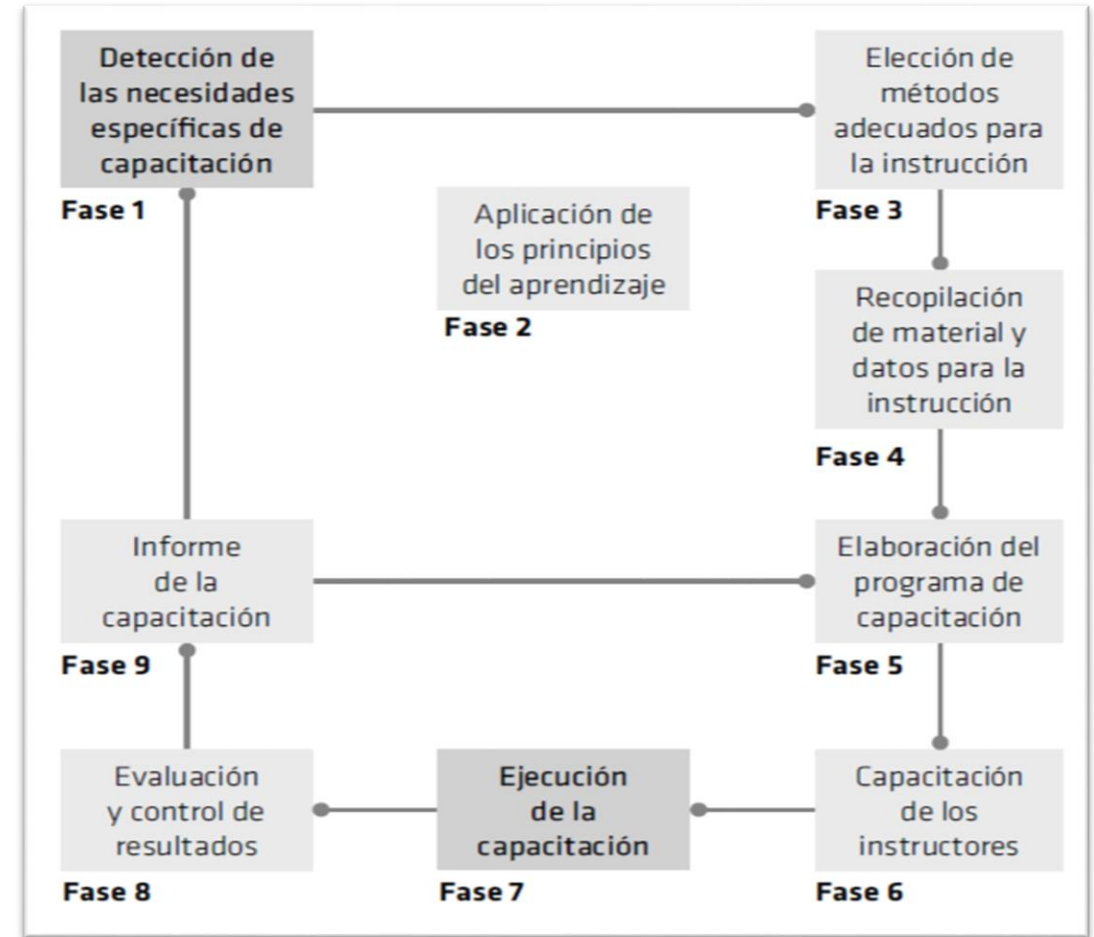 Detección de
las necesidades
específicas de
capacitación
Fase 1
Aplicación de
los principios
del aprendizaje
Fase 2
Elección de
métodos
adecuados para
la instrucción
Fase 3
Recopilación
de material y
datos para la
instrucción
Fase 4
Elaboración del
programa de
capacitación
Fase 5
Capacitación
de los
instructores
Fase 6
Ejecución
de la
capacitación
Fase 7
Evaluación
y control de
resultados
Fase 8
Informe
de la
capacitación
Fase 9